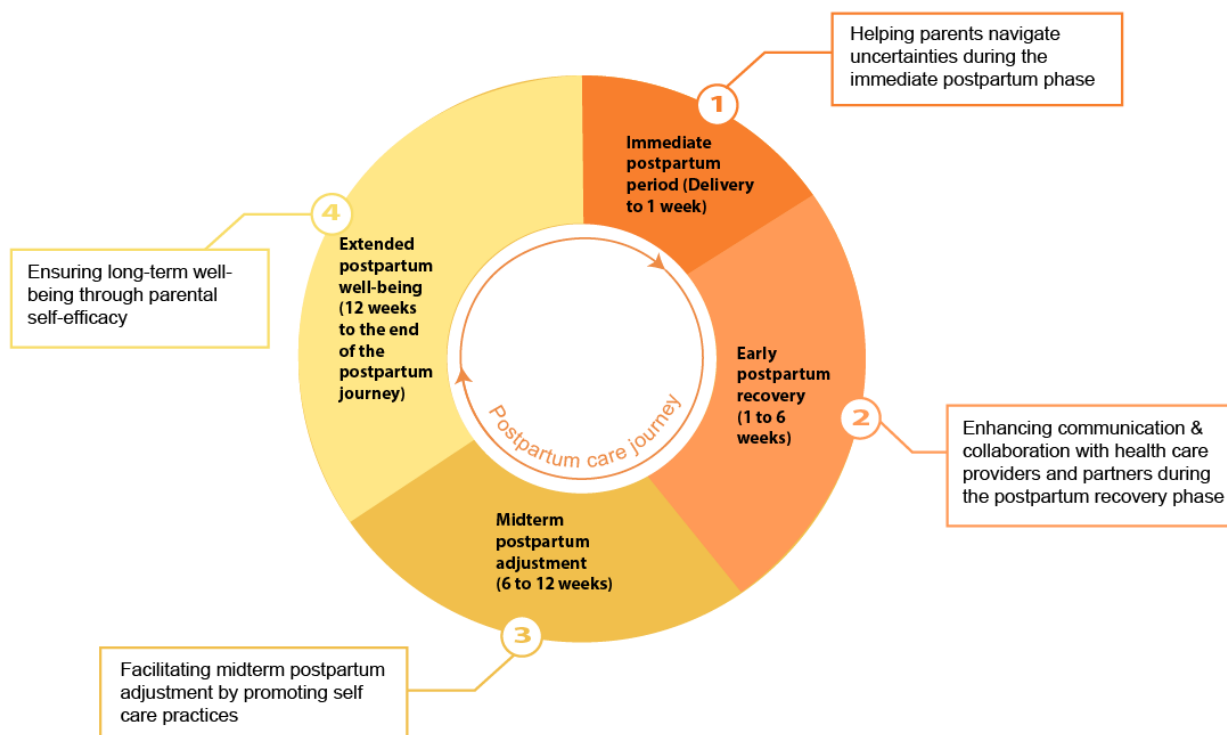 Helping parents navigate
uncertainties during the
immediate postpartum phase
1
Immediate
postpartum
period (Delivery
to 1 week)
2
Early
postpartum
recovery
(1 to 6
weeks)
Enhancing communication &
collaboration with health care
providers and partners during
the postpartum recovery phase
3
Midterm
postpartum
adjustment
(6 to 12 weeks)
Facilitating midterm postpartum
adjustment by promoting self
care practices
4
Extended
postpartum
well-being
(12 weeks
to the end
of the
postpartum
journey)
Ensuring long-term well-
being through parental
self-efficacy
Postpartum care journey